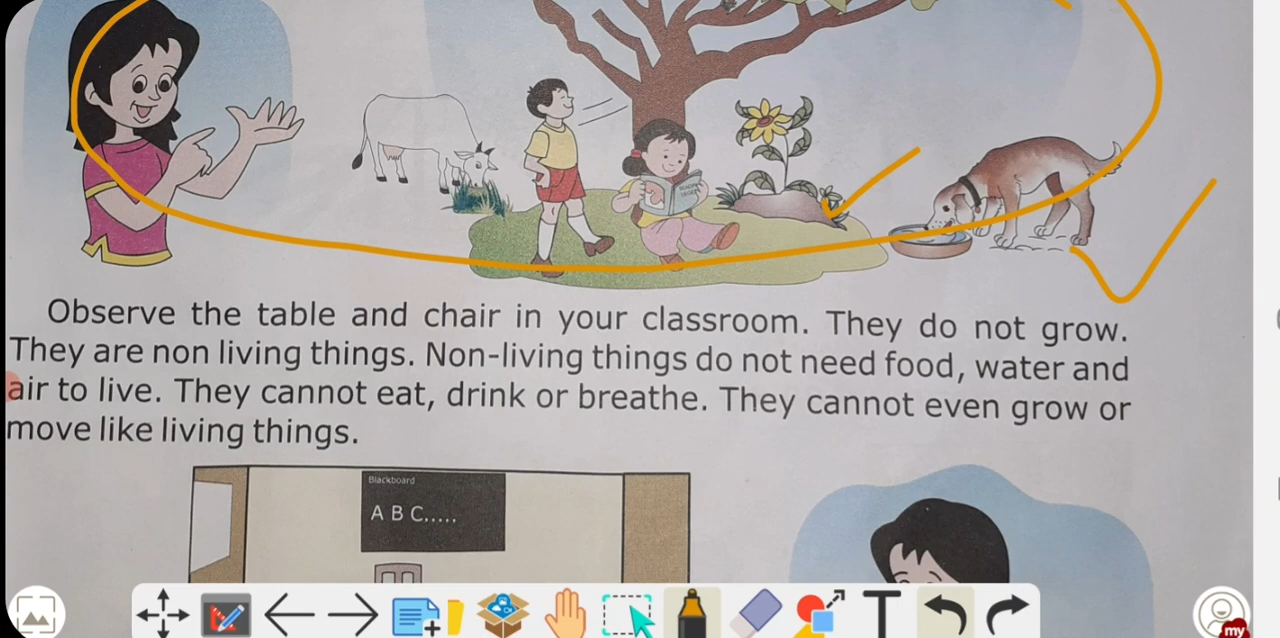 Observe the table and chair in your classroom. They do not grow.
They are non living things. Non-living things do not need food, water and
air to live. They cannot eat, drink or breathe. They cannot even grow or
move like living things.
Blackboard
A B C.....
T
my